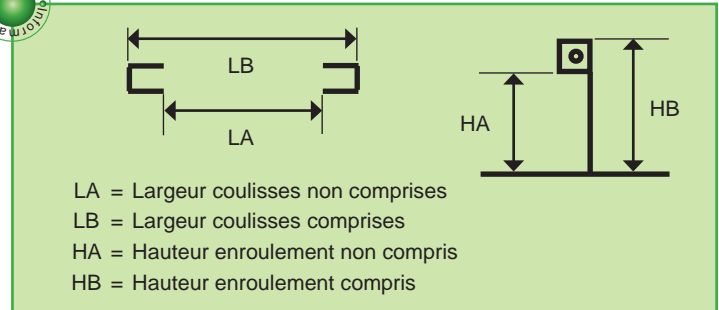 LB
LA
HA
HB
LA = Largeur coulisses non comprises
LB = Largeur coulisses comprises
HA = Hauteur enroulement non compris
HB = Hauteur enroulement compris